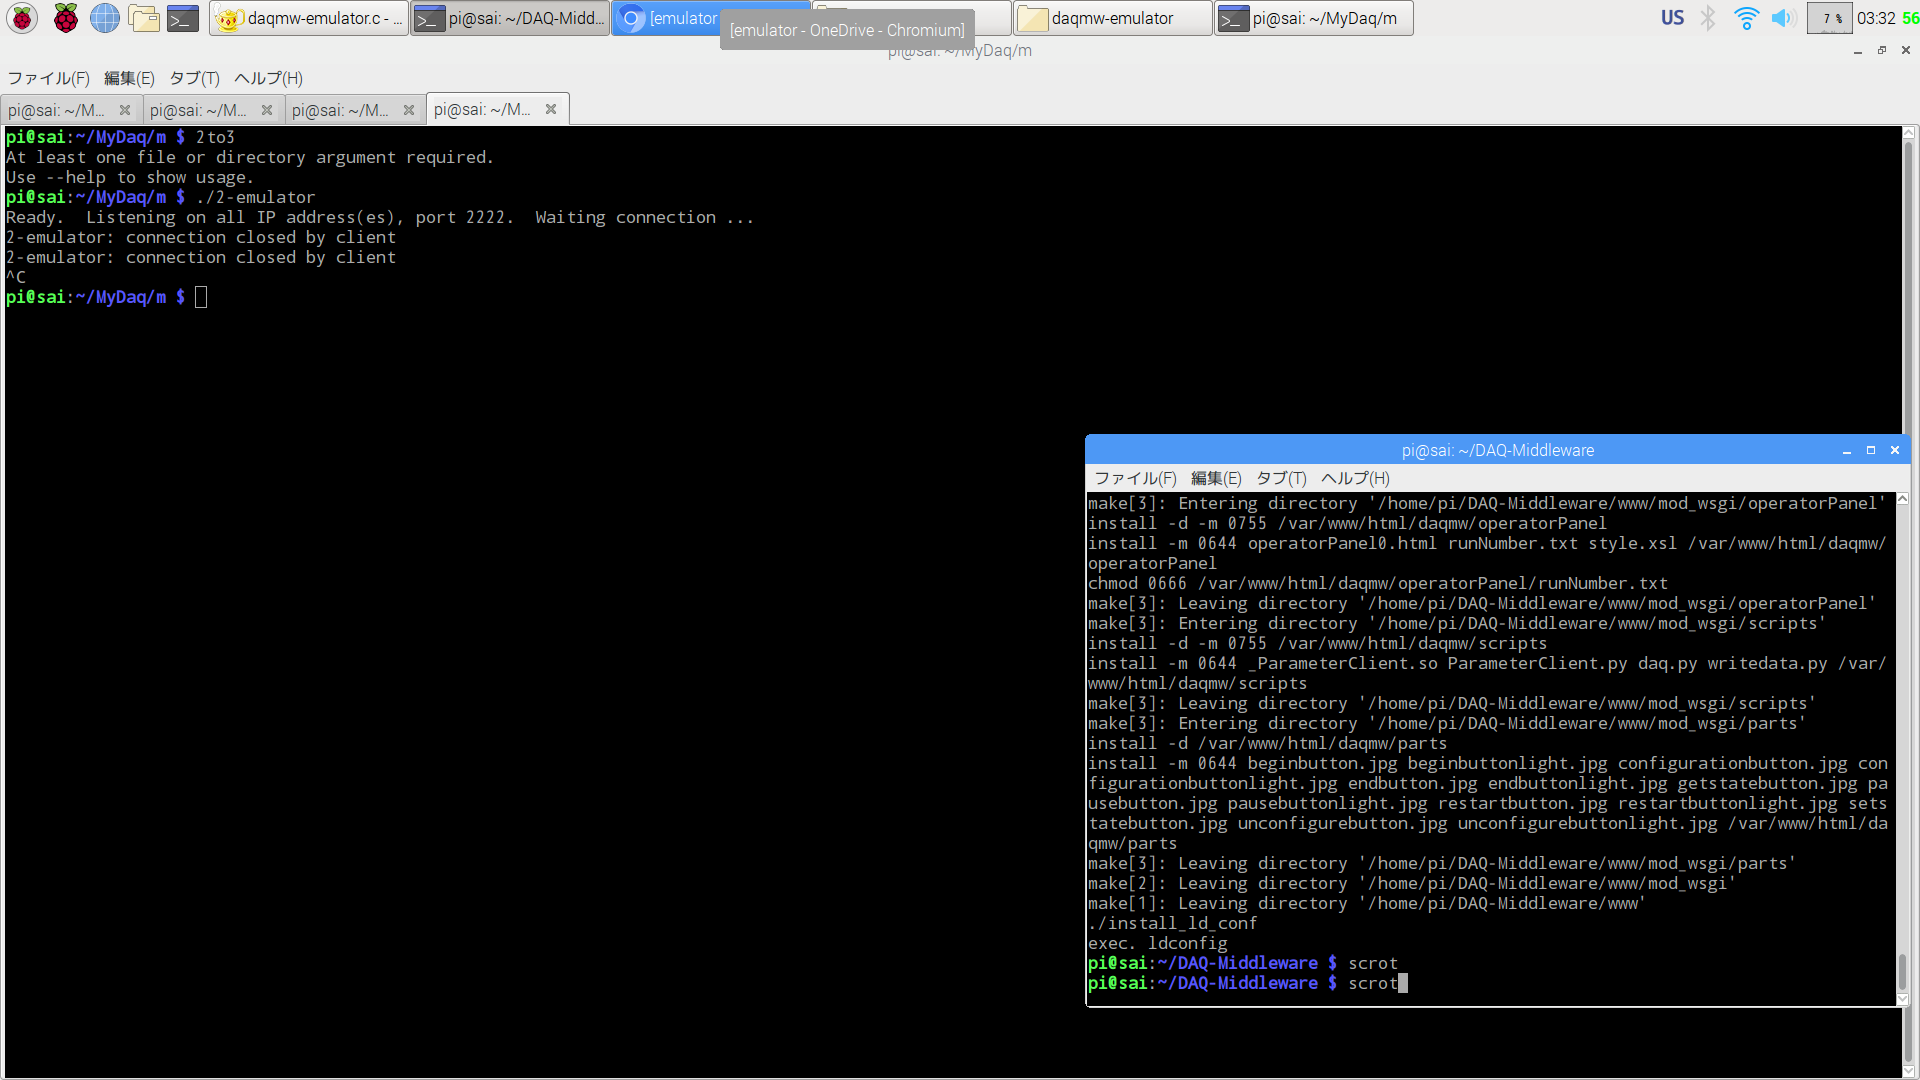 daqmw-emulator.c - ...
pi@sai: ~/DAQ-Midd...
[emulator
daqmw-emulator
pi@sai: ~/MyDaq/m
US
7 %
03:32
56
[emulator - OneDrive - Chromium]
pi@sai: ~/MyDaq/m
ファイル(F) 編集(E) タブ(T) ヘルプ(H)
pi@sai: ~/M...
pi@sai: ~/M...
pi@sai: ~/M...
pi@sai: ~/M...
pi@sai:~/MyDaq/m $ 2to3
At least one file or directory argument required.
Use --help to show usage.
pi@sai:~/MyDaq/m $ ./2-emulator
Ready.  Listening on all IP address(es), port 2222.  Waiting connection ...
2-emulator: connection closed by client
2-emulator: connection closed by client
^C
pi@sai:~/MyDaq/m $
pi@sai: ~/DAQ-Middleware
ファイル(F) 編集(E) タブ(T) ヘルプ(H)
make[3]: Entering directory '/home/pi/DAQ-Middleware/www/mod_wsgi/operatorPanel'
install -d -m 0755 /var/www/html/daqmw/operatorPanel
install -m 0644 operatorPanel0.html runNumber.txt style.xsl /var/www/html/daqmw/
operatorPanel
chmod 0666 /var/www/html/daqmw/operatorPanel/runNumber.txt
make[3]: Leaving directory '/home/pi/DAQ-Middleware/www/mod_wsgi/operatorPanel'
make[3]: Entering directory '/home/pi/DAQ-Middleware/www/mod_wsgi/scripts'
install -d -m 0755 /var/www/html/daqmw/scripts
install -m 0644 _ParameterClient.so ParameterClient.py daq.py writedata.py /var/
www/html/daqmw/scripts
make[3]: Leaving directory '/home/pi/DAQ-Middleware/www/mod_wsgi/scripts'
make[3]: Entering directory '/home/pi/DAQ-Middleware/www/mod_wsgi/parts'
install -d /var/www/html/daqmw/parts
install -m 0644 beginbutton.jpg beginbuttonlight.jpg configurationbutton.jpg con
figurationbuttonlight.jpg endbutton.jpg endbuttonlight.jpg getstatebutton.jpg pa
usebutton.jpg pausebuttonlight.jpg restartbutton.jpg restartbuttonlight.jpg sets
tatebutton.jpg unconfigurebutton.jpg unconfigurebuttonlight.jpg /var/www/html/da
qmw/parts
make[3]: Leaving directory '/home/pi/DAQ-Middleware/www/mod_wsgi/parts'
make[2]: Leaving directory '/home/pi/DAQ-Middleware/www/mod_wsgi'
make[1]: Leaving directory '/home/pi/DAQ-Middleware/www'
./install_ld_conf
exec. ldconfig
pi@sai:~/DAQ-Middleware $ scrot
pi@sai:~/DAQ-Middleware $ scrot